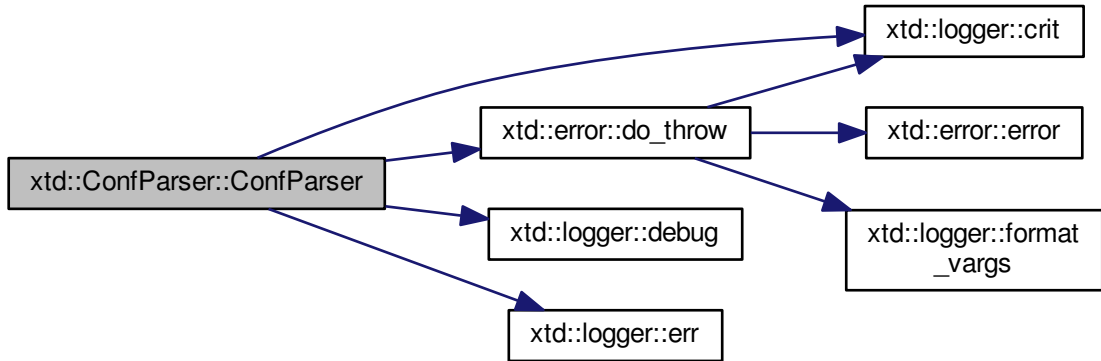 xtd::logger::crit
xtd::error::do_throw
xtd::error::error
xtd::ConfParser::ConfParser
xtd::logger::debug
xtd::logger::format
_vargs
xtd::logger::err